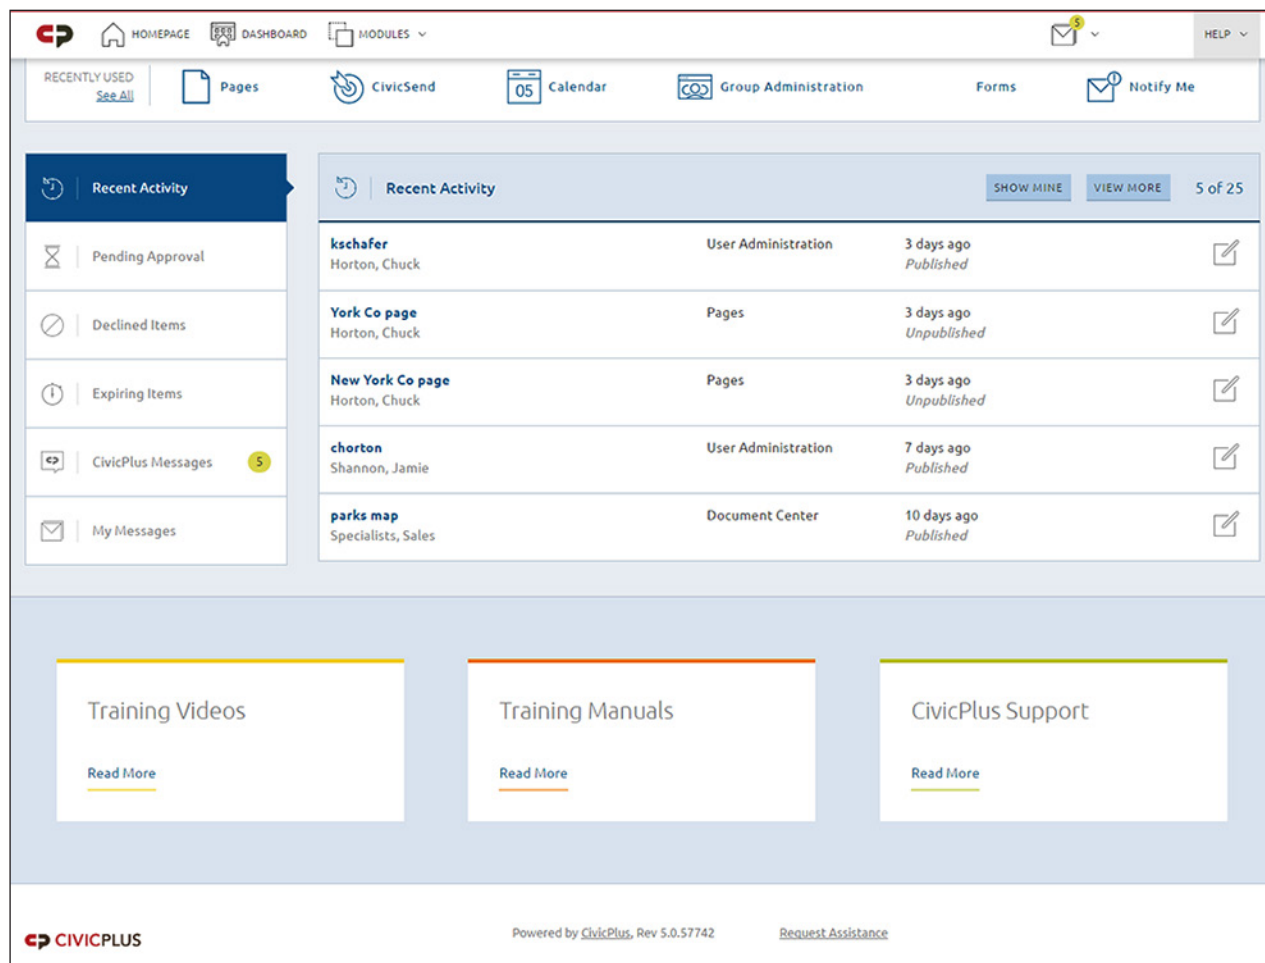 CP HOMEPAGE DASHBOARD MODULES 5 HELP
RECENTLY USED
See All
Pages CivicSend 05 Calendar Group Administration Forms Notify Me
Recent Activity
Pending Approval
Declined Items
Expiring Items
CivicPlus Messages 5
My Messages
Recent Activity SHOW MINE VIEW MORE 5 of 25
kschafer User Administration 3 days ago
Horton, Chuck Published
York Co page Pages 3 days ago
Horton, Chuck Unpublished
New York Co page Pages 3 days ago
Horton, Chuck Unpublished
chorton User Administration 7 days ago
Shannon, Jamie Published
parks map Document Center 10 days ago
Specialists, Sales Published
Training Videos
Read More
Training Manuals
Read More
CivicPlus Support
Read More
CP CIVICPLUS Powered by CivicPlus, Rev 5.0.57742 Request Assistance